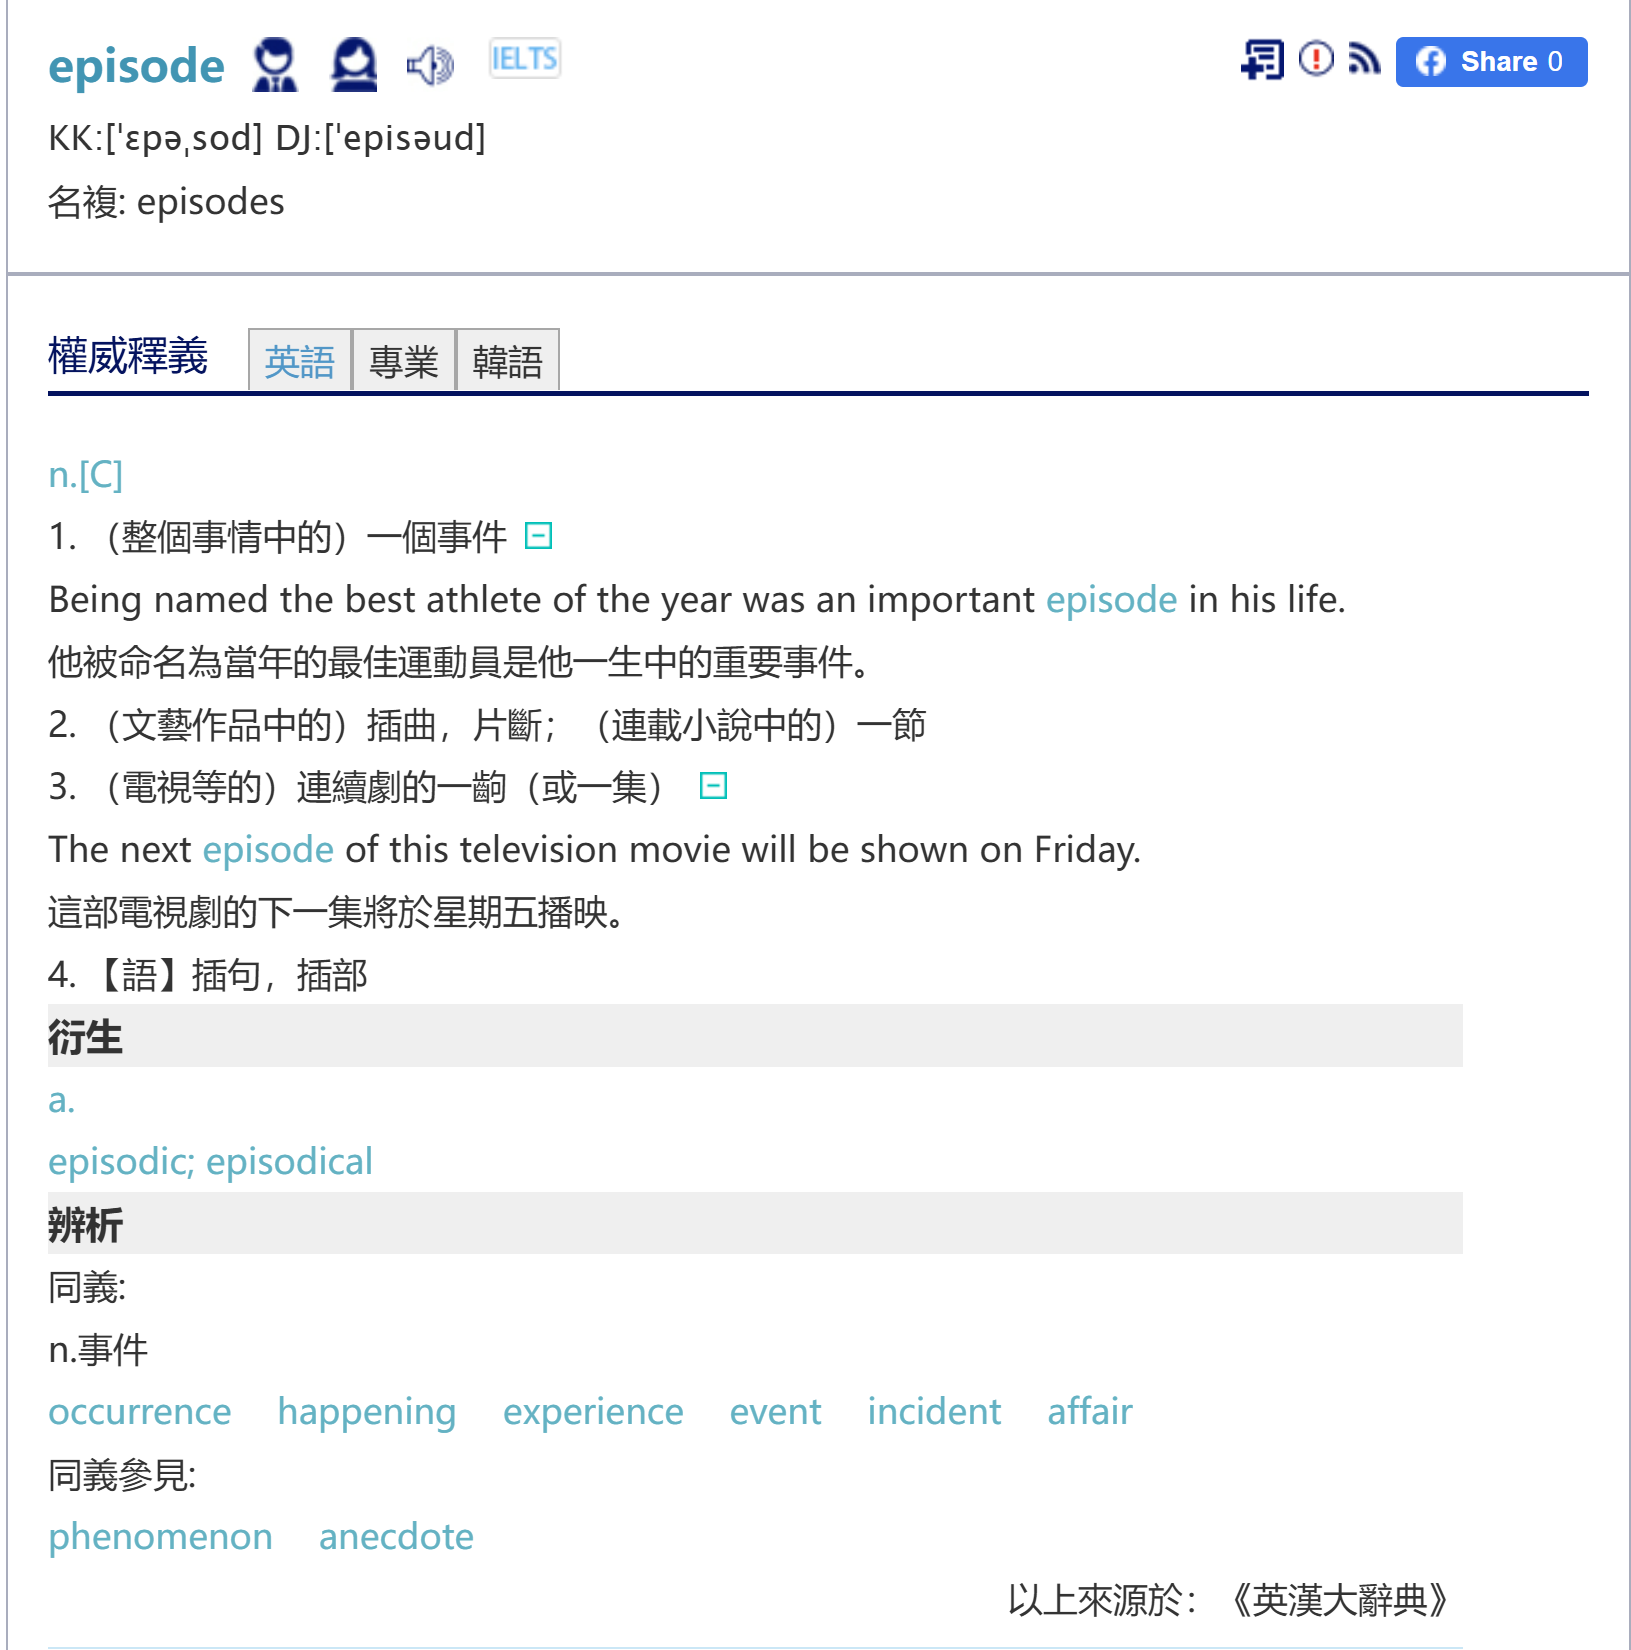 episode IELTS Share 0
KK:[ˈɛpəˌsod] DJ:[ˈepisəud]
名複: episodes
權威釋義 英語 專業 韓語
n.[C]
1. （整個事情中的）一個事件
Being named the best athlete of the year was an important episode in his life.
他被命名為當年的最佳運動員是他一生中的重要事件。
2. （文藝作品中的）插曲，片斷；（連載小說中的）一節
3. （電視等的）連續劇的一齣（或一集）
The next episode of this television movie will be shown on Friday.
這部電視劇的下一集將於星期五播映。
4. 【語】插句，插部
衍生
a.
episodic; episodical
辨析
同義:
n.事件
occurrence happening experience event incident affair
同義參見:
phenomenon anecdote
以上來源於：《英漢大辭典》